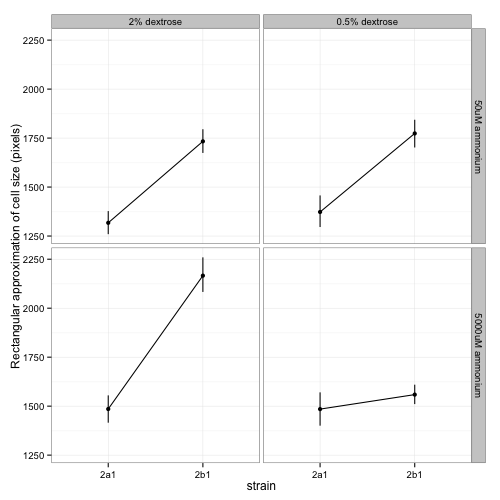 2% dextrose
0.5% dextrose
2250
2000
1750
1500
1250
50uM ammonium
2250
2000
1750
1500
1250
5000uM ammonium
Rectangular approximation of cell size (pixels)
2a1
2b1
2a1
2b1
strain